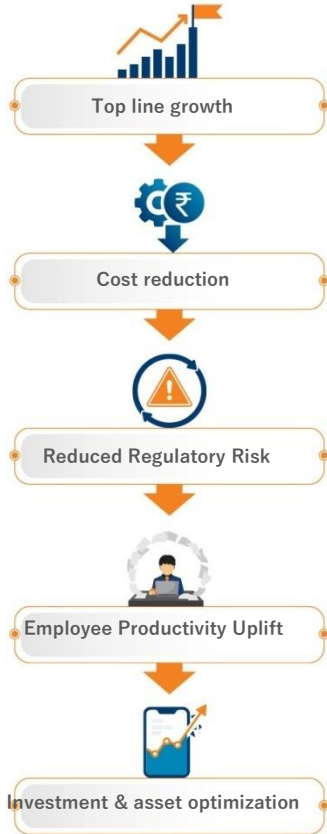 Top line growth
₹
Cost reduction
Reduced Regulatory Risk
Employee Productivity Uplift
Investment & asset optimization